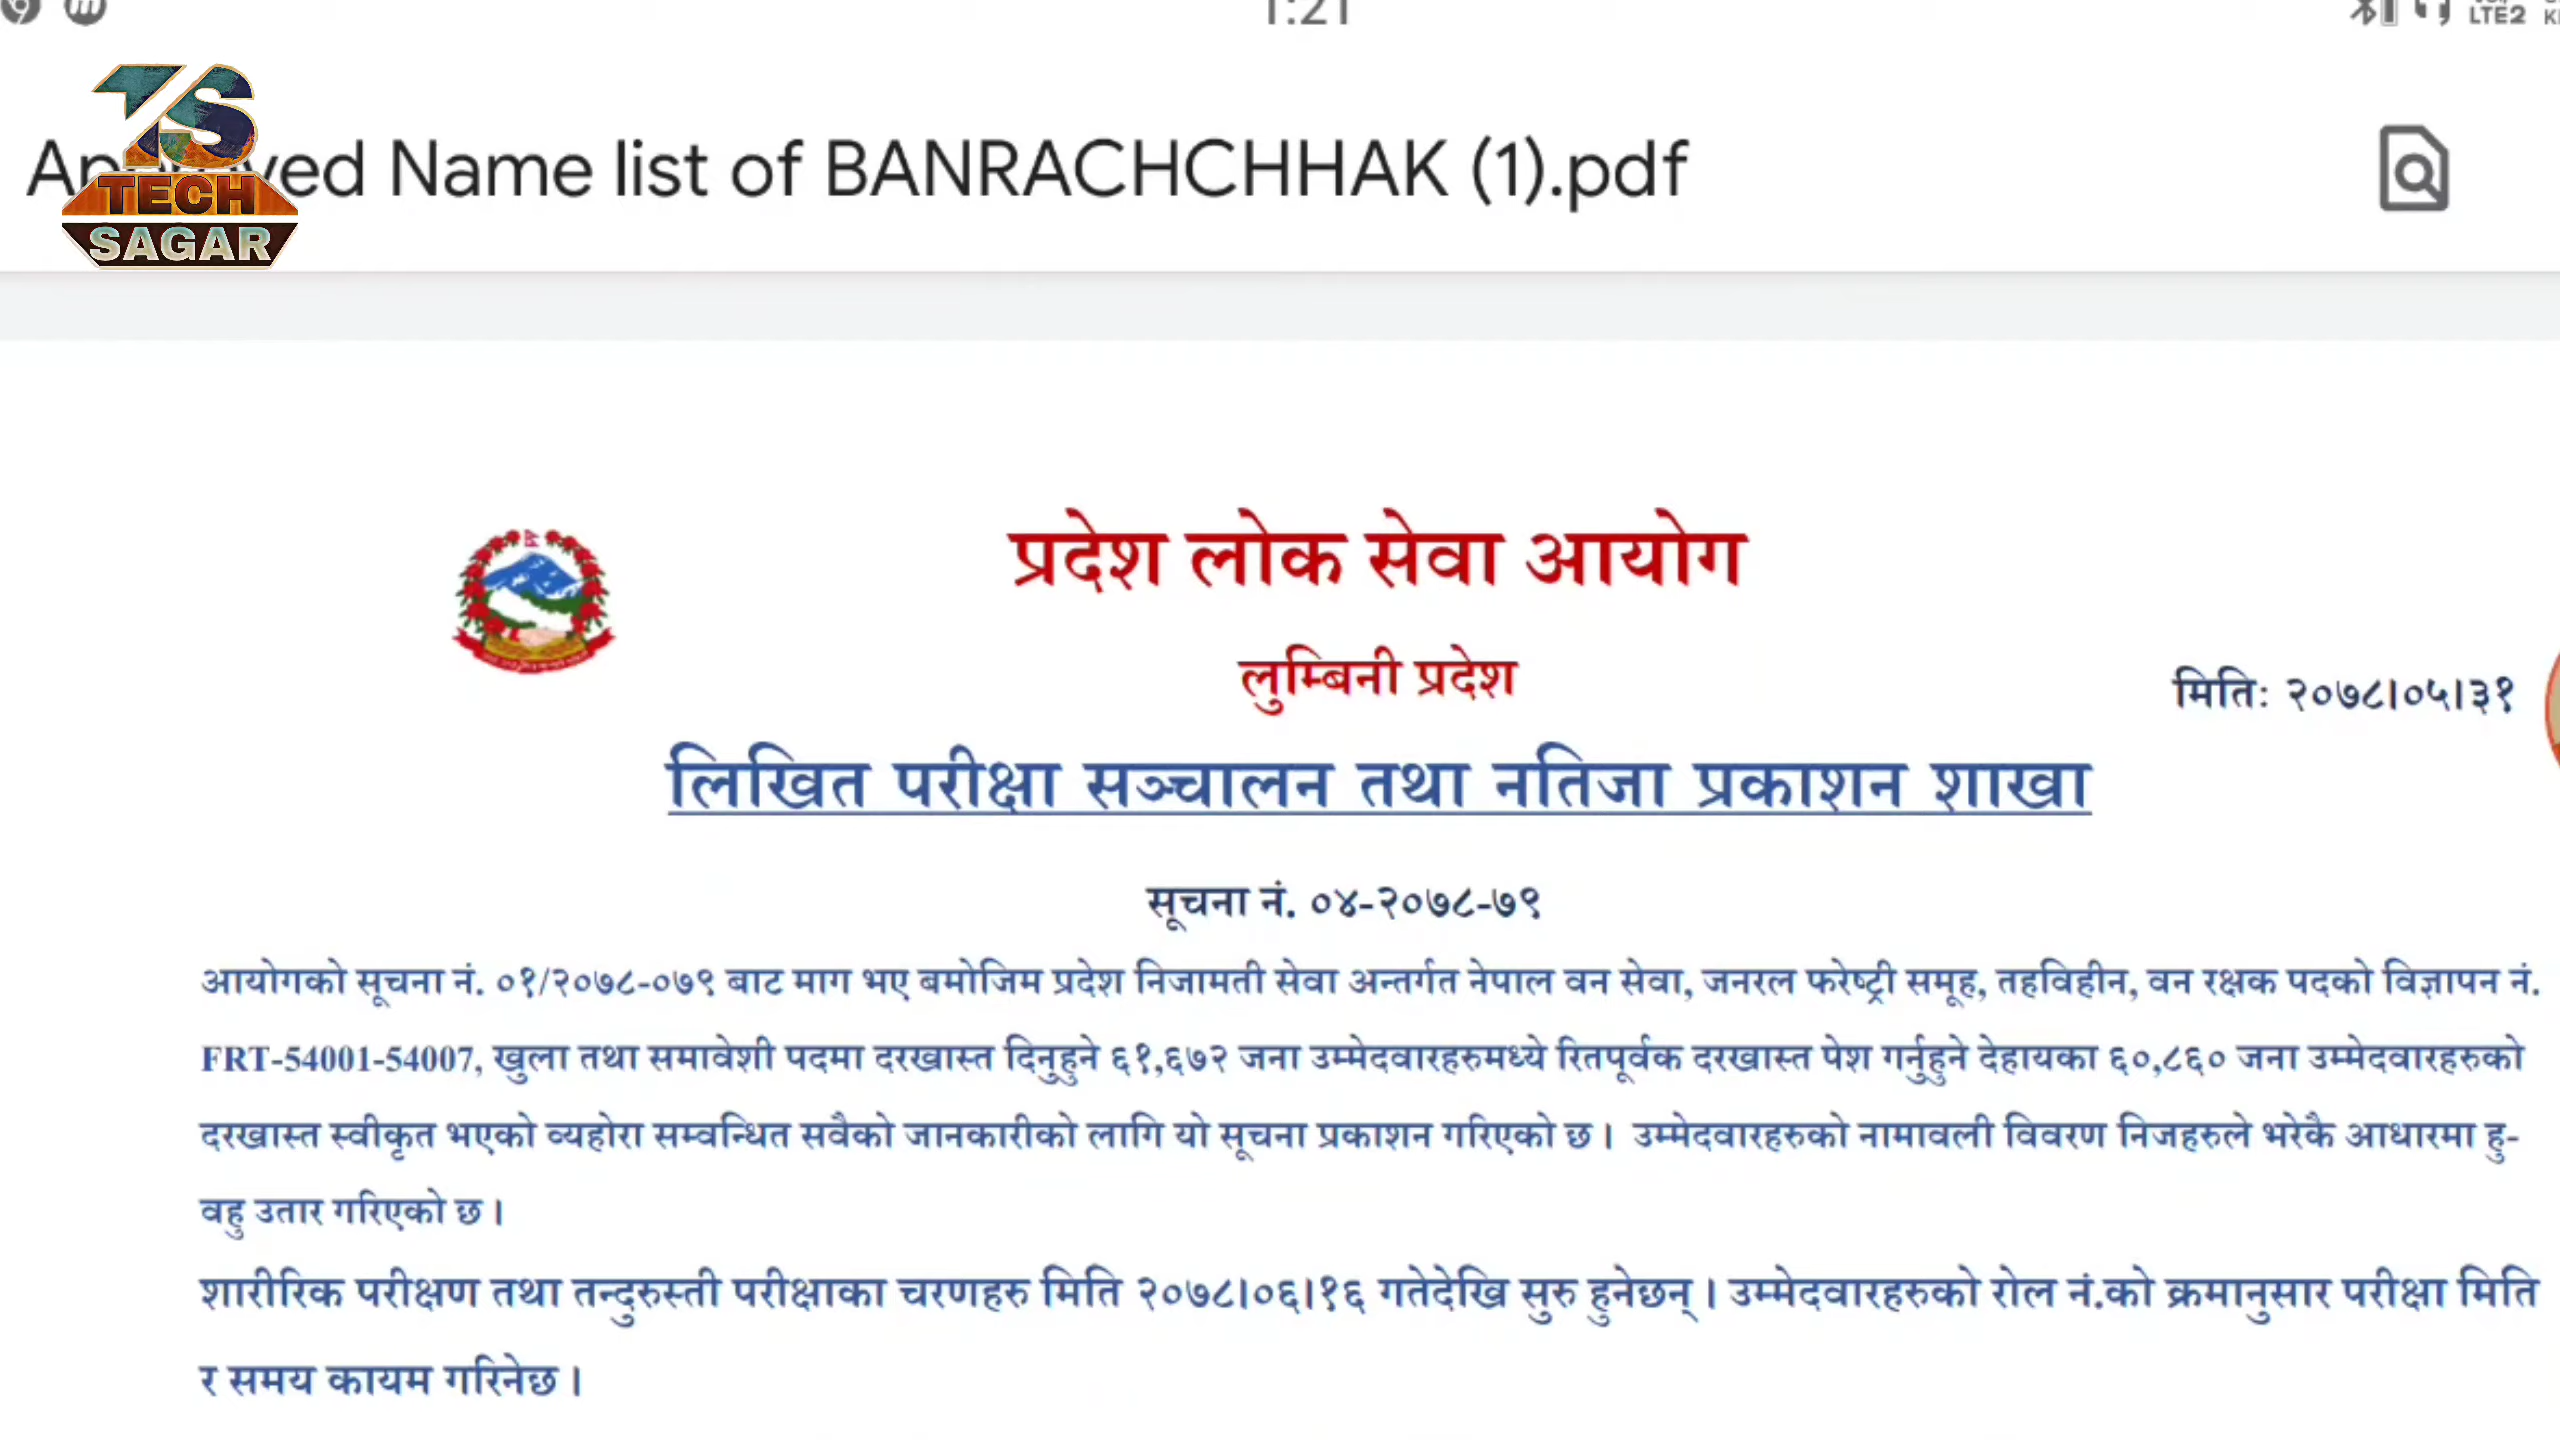 1:21
LTE2
Approved Name list of BANRACHCHHAK (1).pdf
TS
TECH
SAGAR
प्रदेश लोक सेवा आयोग
लुम्बिनी प्रदेश
मितिः २०७८।०५।३१
लिखित परीक्षा सञ्चालन तथा नतिजा प्रकाशन शाखा
सूचना नं. ०४-२०७८-७९
आयोगको सूचना नं. ०१/२०७८-०७९ बाट माग भए बमोजिम प्रदेश निजामती सेवा अन्तर्गत नेपाल वन सेवा, जनरल फरेष्ट्री समूह, तहविहीन, वन रक्षक पदको विज्ञापन नं.
FRT-54001-54007, खुला तथा समावेशी पदमा दरखास्त दिनुहुने ६१,६७२ जना उम्मेदवारहरुमध्ये रितपूर्वक दरखास्त पेश गर्नुहुने देहायका ६०,८६० जना उम्मेदवारहरुको
दरखास्त स्वीकृत भएको व्यहोरा सम्वन्धित सवैको जानकारीको लागि यो सूचना प्रकाशन गरिएको छ। उम्मेदवारहरुको नामावली विवरण निजहरुले भरेकै आधारमा हु-
वहु उतार गरिएको छ।
शारीरिक परीक्षण तथा तन्दुरुस्ती परीक्षाका चरणहरु मिति २०७८।०६।१६ गतेदेखि सुरु हुनेछन्। उम्मेदवारहरुको रोल नं.को क्रमानुसार परीक्षा मिति
र समय कायम गरिनेछ।